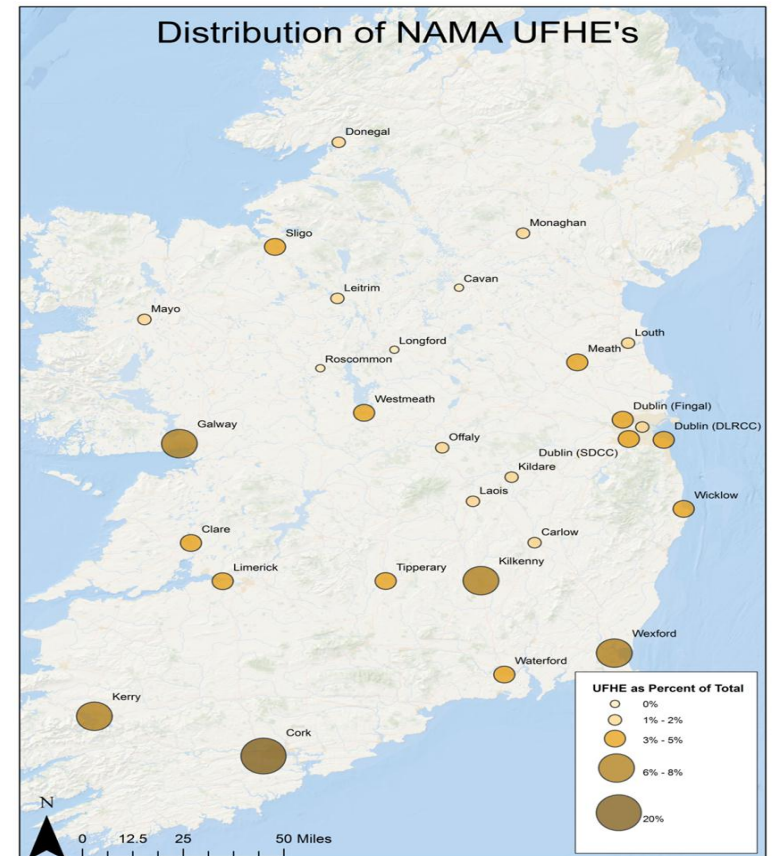 Distribution of NAMA UFHE's
Donegal
Monaghan
Sligo
Cavan
Leitrim
Mayo
Louth
Longford
Meath
Roscommon
Westmeath
Dublin (Fingal)
Galway
Dublin (DLRCC)
Offaly
Dublin (SDCC)
Kildare
Laois
Wicklow
Clare
Carlow
Limerick
Tipperary
Kilkenny
Wexford
Waterford
Kerry
Cork
UFHE as Percent of Total
0%
1% - 2%
3% - 5%
6% - 8%
20%
N
0 12.5 25 50 Miles